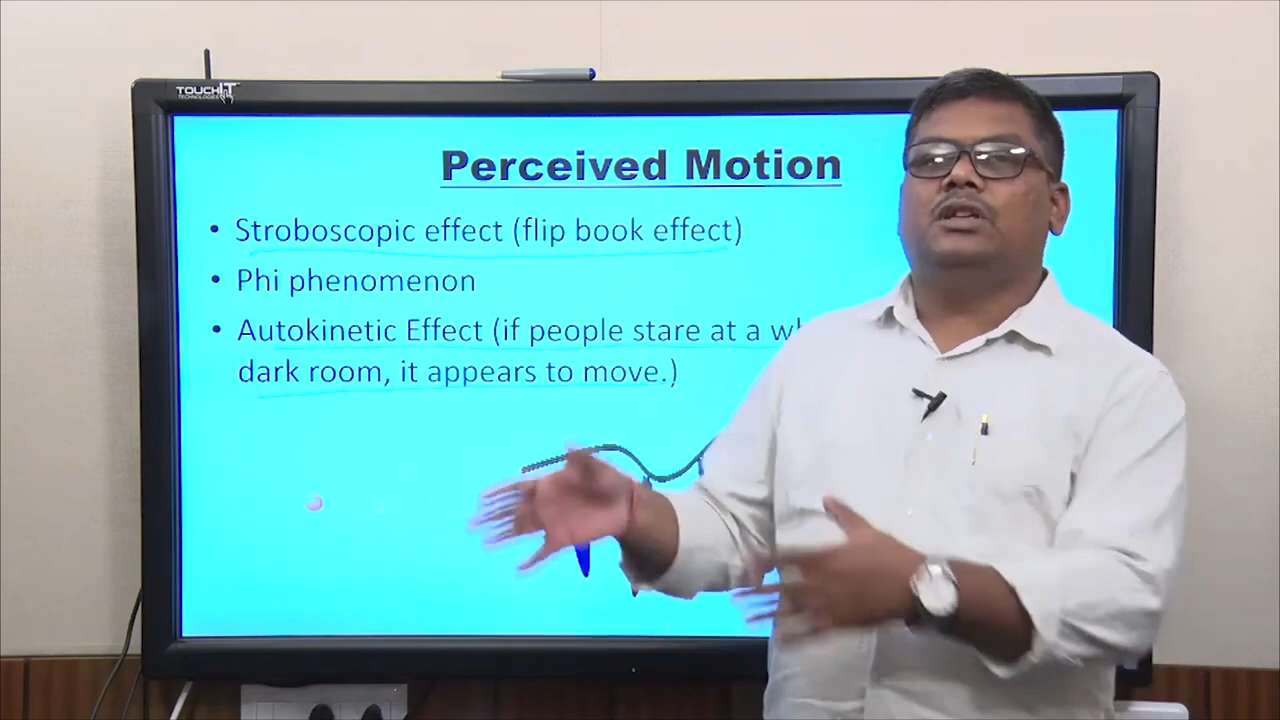 TOUCHIT
TECHNOLOGIES
Perceived Motion
• Stroboscopic effect (flip book effect)
• Phi phenomenon
• Autokinetic Effect (if people stare at a
dark room, it appears to move.)